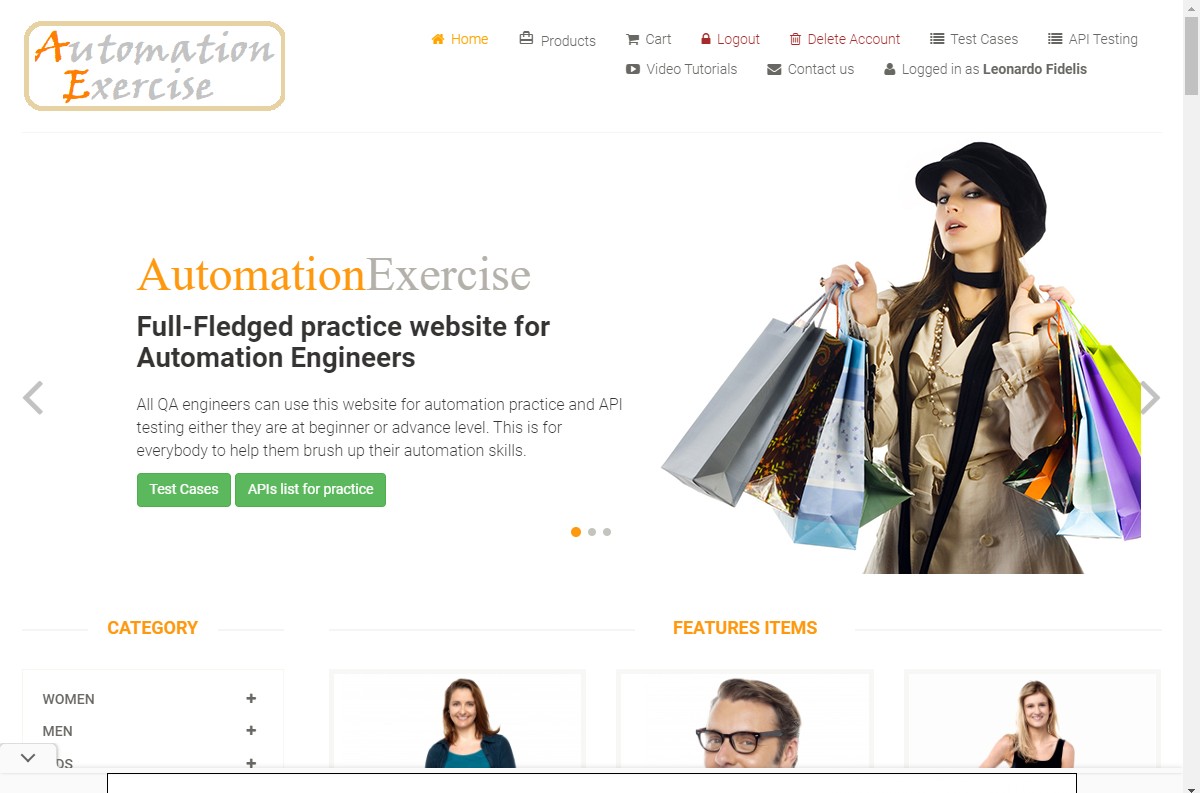 Automation
Exercise
Home
Products
Cart
Logout
Delete Account
Test Cases
API Testing
Video Tutorials
Contact us
Logged in as Leonardo Fidelis
AutomationExercise
Full-Fledged practice website for
Automation Engineers
All QA engineers can use this website for automation practice and API
testing either they are at beginner or advance level. This is for
everybody to help them brush up their automation skills.
Test Cases
APIs list for practice
CATEGORY
FEATURES ITEMS
WOMEN
MEN